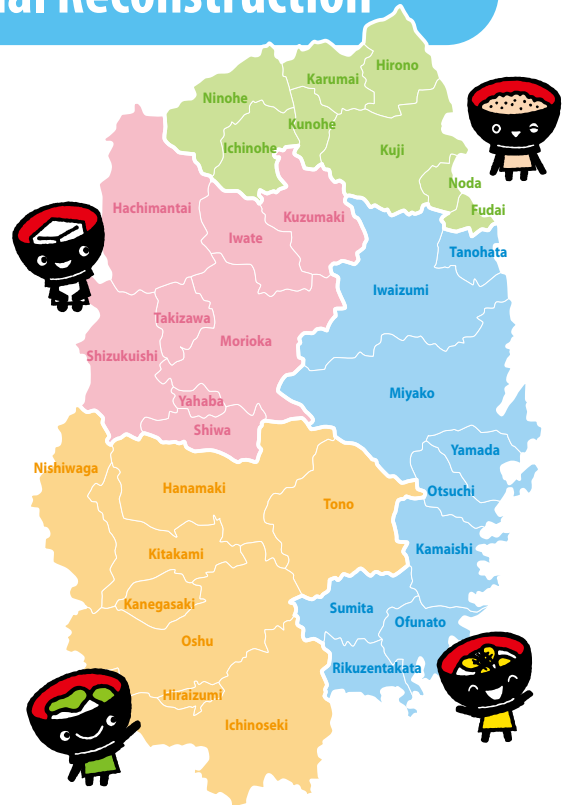 Reconstruction
Hirono
Karumai
Ninohe
Kunohe
Ichinohe
Kuji
Noda
Fudai
Hachimantai
Kuzumaki
Iwate
Tanohata
Iwaizumi
Takizawa
Morioka
Shizukuishi
Miyako
Yahaba
Shiwa
Yamada
Nishiwaga
Hanamaki
Otsuchi
Tono
Kamaishi
Kitakami
Kanegasaki
Sumita
Ofunato
Oshu
Rikuzentakata
Hiraizumi
Ichinoseki